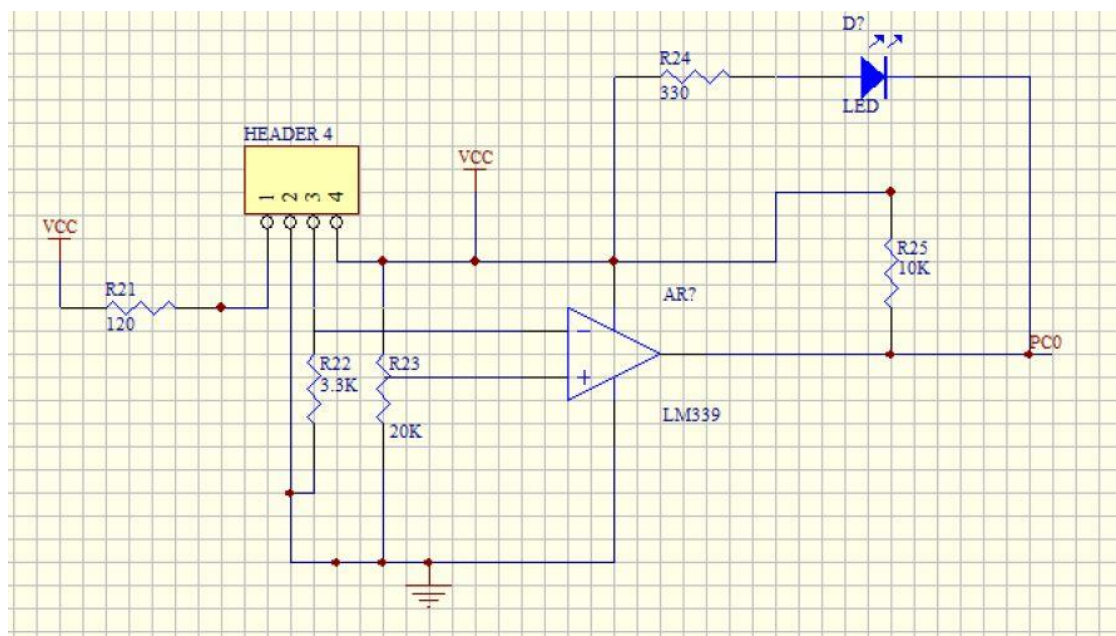 D?
R24
330
LED
HEADER 4
1 2 3 4
VCC
VCC
R21
120
R25
10K
AR?
R22
3.3K
R23
20K
PC0
LM339